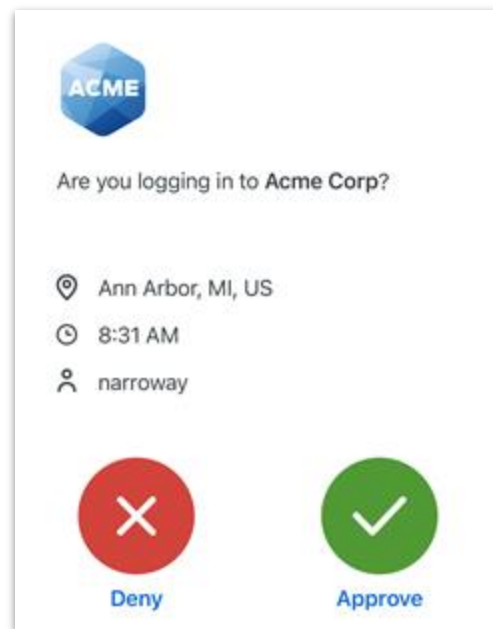 ACME
Are you logging in to Acme Corp?
Ann Arbor, MI, US
8:31 AM
narroway
Deny
Approve